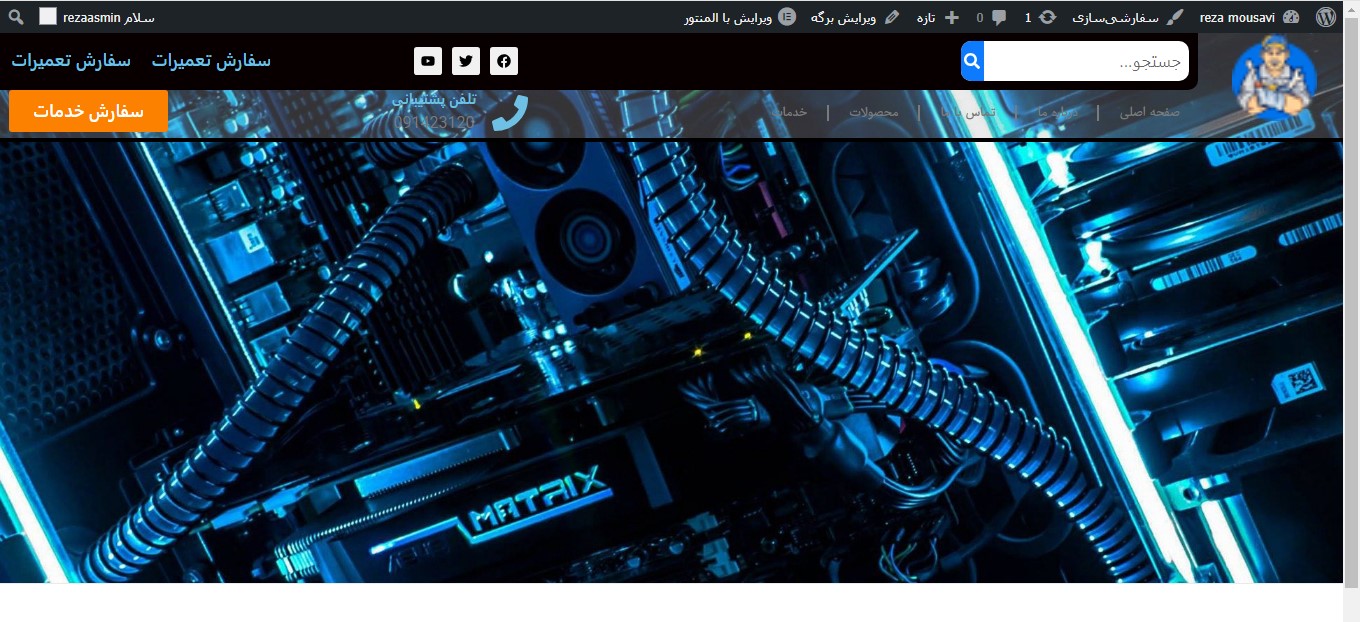 reza mousavi سفارشی‌سازی 1 0 تازه ویرایش برگه ویرایش با المنتور سلام rezaasmin
جستجو... سفارش تعمیرات سفارش تعمیرات
صفحه اصلی | درباره ما | تماس با ما | محصولات | خدمات
تلفن پشتیبانی
091423120
سفارش خدمات
MATRIX